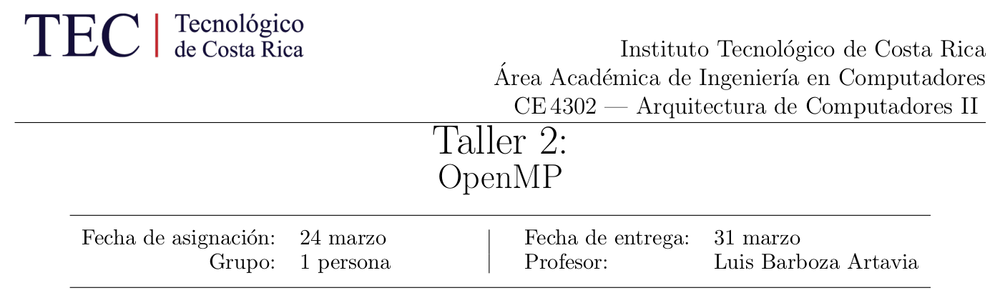 TEC | Tecnológico
de Costa Rica
Instituto Tecnológico de Costa Rica
Área Académica de Ingeniería en Computadores
CE 4302 — Arquitectura de Computadores II
Taller 2:
OpenMP
Fecha de asignación: 24 marzo | Fecha de entrega: 31 marzo
Grupo: 1 persona | Profesor: Luis Barboza Artavia